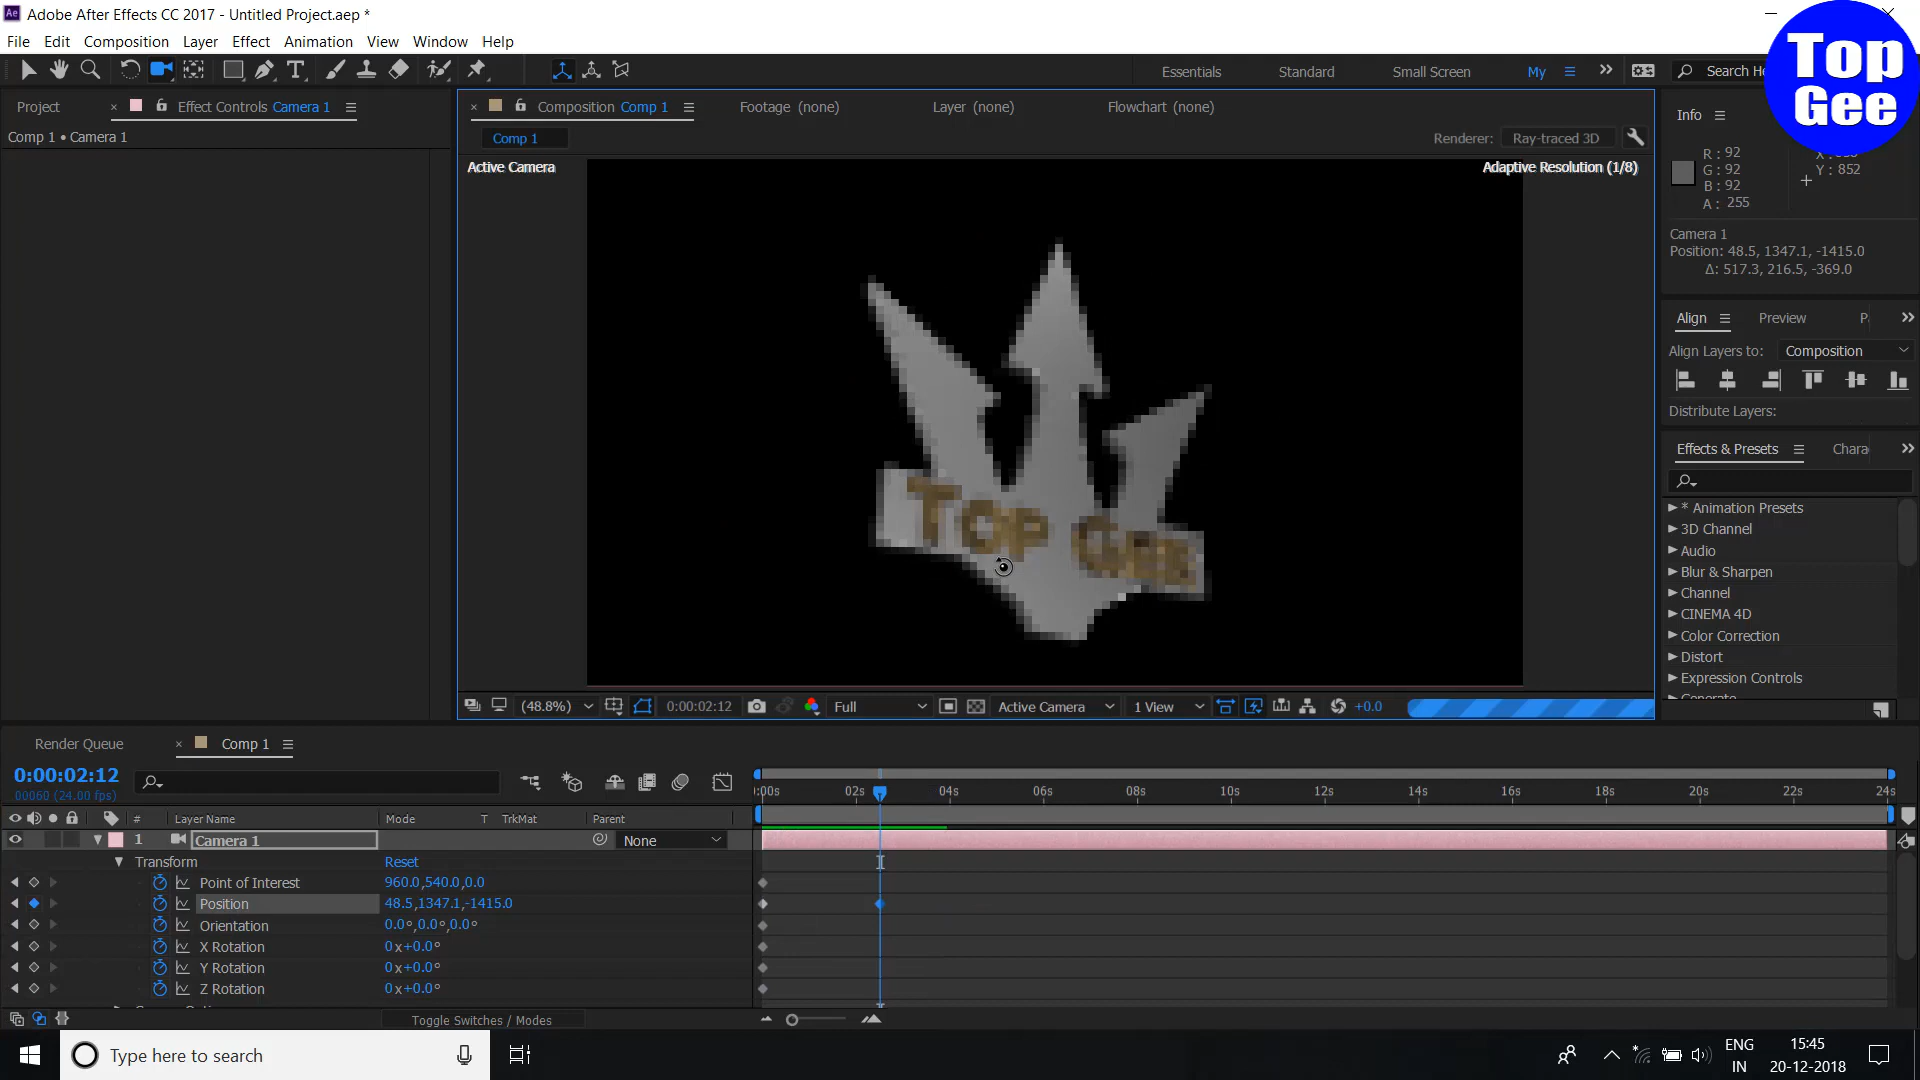 Adobe After Effects CC 2017 - Untitled Project.aep *
File Edit Composition Layer Effect Animation View Window Help
Essentials Standard Small Screen My Search He
Top
Gee
Project Effect Controls Camera 1
Comp 1 • Camera 1
Composition Comp 1 Footage (none) Layer (none) Flowchart (none)
Comp 1
Renderer: Ray-traced 3D
Active Camera
Adaptive Resolution (1/8)
TOP GEE
(48.8%) 0:00:02:12 Full Active Camera 1 View +0.0
Info
R : 92
G : 92
B : 92
A : 255
Y : 852
Camera 1
Position: 48.5, 1347.1, -1415.0
Δ: 517.3, 216.5, -369.0
Align Preview
Align Layers to: Composition
Distribute Layers:
Effects & Presets Chara
* Animation Presets
3D Channel
Audio
Blur & Sharpen
Channel
CINEMA 4D
Color Correction
Distort
Expression Controls
Generate
Render Queue Comp 1
0:00:02:12
00060 (24.00 fps)
# Layer Name Mode T TrkMat Parent
1 Camera 1 None
Transform Reset
Point of Interest 960.0,540.0,0.0
Position 48.5,1347.1,-1415.0
Orientation 0.0°,0.0°,0.0°
X Rotation 0x+0.0°
Y Rotation 0x+0.0°
Z Rotation 0x+0.0°
Toggle Switches / Modes
:00s 02s 04s 06s 08s 10s 12s 14s 16s 18s 20s 22s 24s
Type here to search
ENG
IN
15:45
20-12-2018